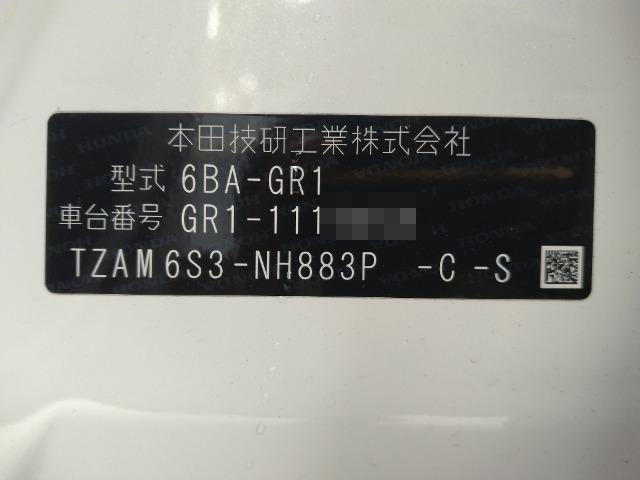 本田技研工業株式会社
型式 6BA-GR1
車台番号 GR1-111
TZAM6S3-NH883P -C -S